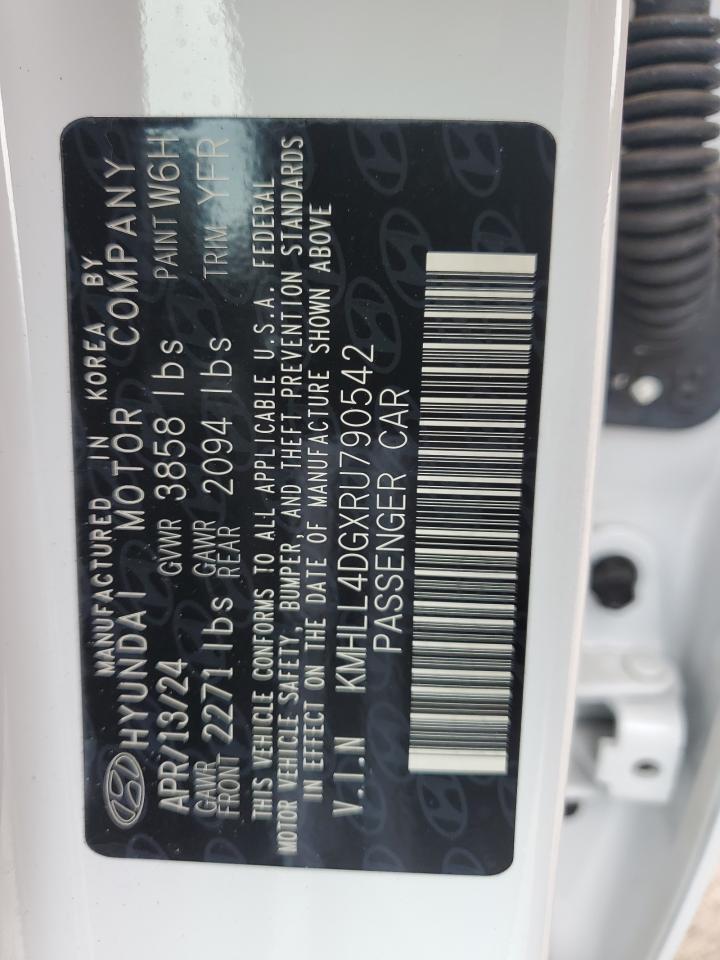 MANUFACTURED IN KOREA BY
HYUNDAI MOTOR COMPANY
APR/13/24 GVWR 3858 lbs PAINT W6H
GAWR FRONT 2271 lbs GAWR REAR 2094 lbs TRIM YFR
THIS VEHICLE CONFORMS TO ALL APPLICABLE U.S.A. FEDERAL
MOTOR VEHICLE SAFETY, BUMPER, AND THEFT PREVENTION STANDARDS
IN EFFECT ON THE DATE OF MANUFACTURE SHOWN ABOVE
V.I.N KMHLL4DGXRU790542
PASSENGER CAR